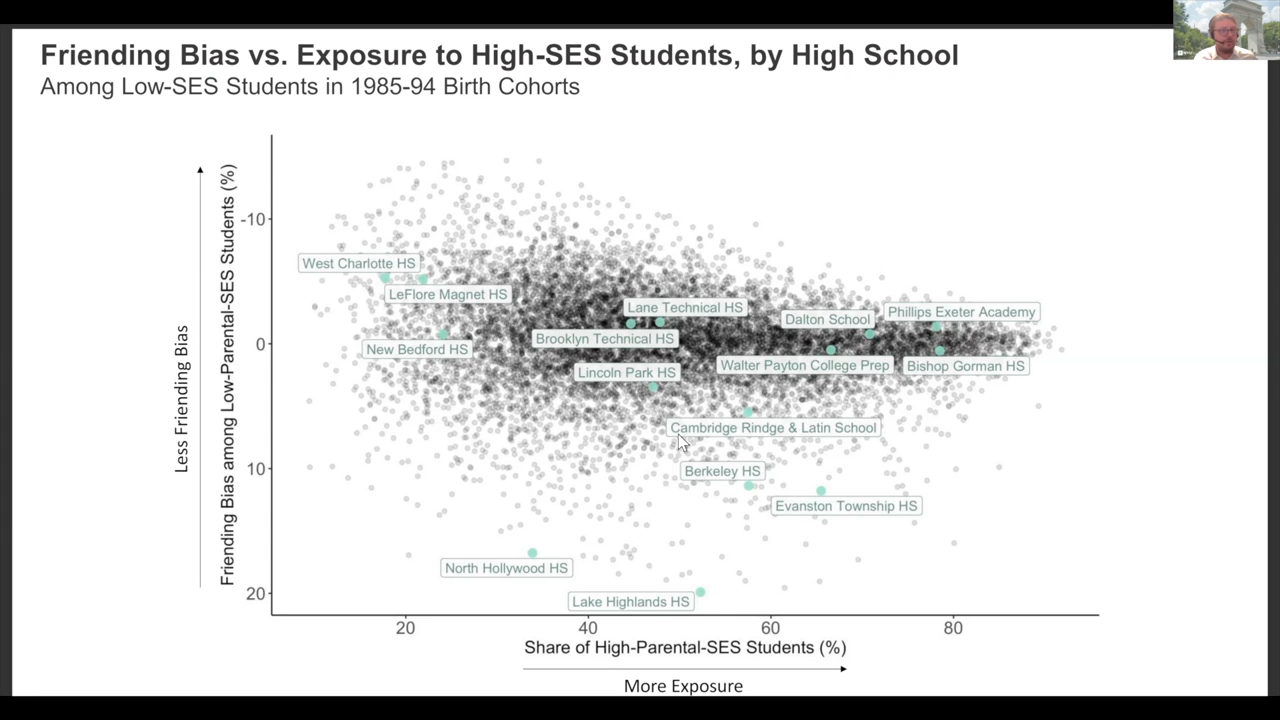 Friending Bias vs. Exposure to High-SES Students, by High School
Among Low-SES Students in 1985-94 Birth Cohorts
Less Friending Bias
Friending Bias among Low-Parental-SES Students (%)
-10
0
10
20
West Charlotte HS
LeFlore Magnet HS
New Bedford HS
Lane Technical HS
Brooklyn Technical HS
Lincoln Park HS
Dalton School
Phillips Exeter Academy
Walter Payton College Prep
Bishop Gorman HS
Cambridge Rindge & Latin School
Berkeley HS
Evanston Township HS
North Hollywood HS
Lake Highlands HS
20
40
60
80
Share of High-Parental-SES Students (%)
More Exposure